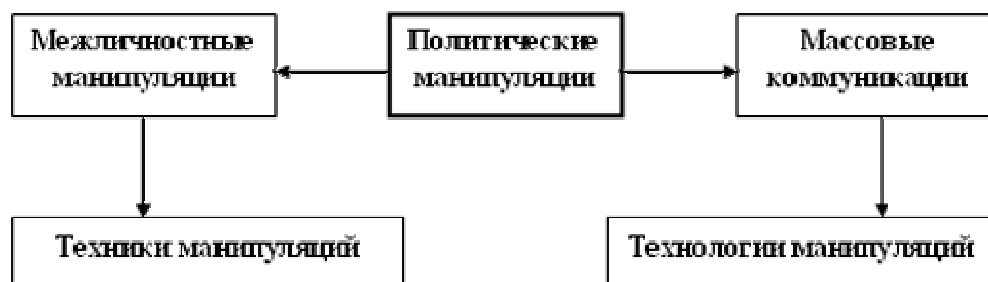 Межличностные
манипуляции
Политические
манипуляции
Массовые
коммуникации
Техники манипуляций
Технологии манипуляций